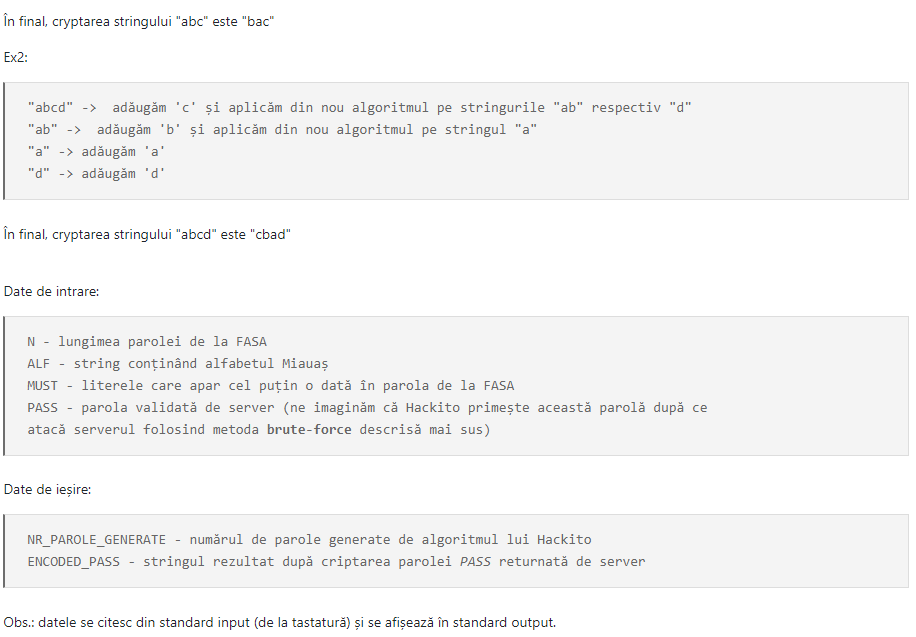 În final, cryptarea stringului "abc" este "bac"
Ex2:
"abcd" -> adăugăm 'c' și aplicăm din nou algoritmul pe stringurile "ab" respectiv "d"
"ab" -> adăugăm 'b' și aplicăm din nou algoritmul pe stringul "a"
"a" -> adăugăm 'a'
"d" -> adăugăm 'd'
În final, cryptarea stringului "abcd" este "cbad"
Date de intrare:
N - lungimea parolei de la FASA
ALF - string conținând alfabetul Miauaș
MUST - literele care apar cel puțin o dată în parola de la FASA
PASS - parola validată de server (ne imaginăm că Hackito primește această parolă după ce
atacă serverul folosind metoda brute-force descrisă mai sus)
Date de ieșire:
NR_PAROLE_GENERATE - numărul de parole generate de algoritmul lui Hackito
ENCODED_PASS - stringul rezultat după criptarea parolei PASS returnată de server
Obs.: datele se citesc din standard input (de la tastatură) și se afișează în standard output.